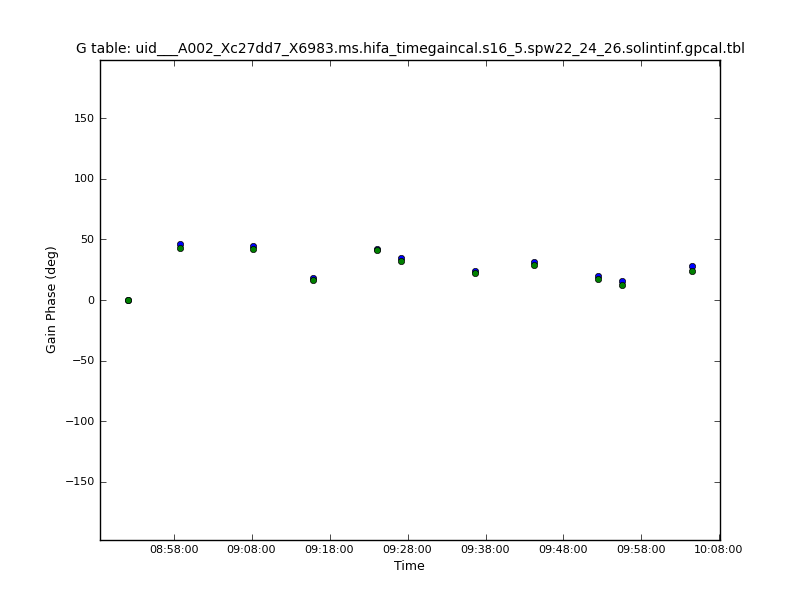 G table: uid___A002_Xc27dd7_X6983.ms.hifa_timegaincal.s16_5.spw22_24_26.solintinf.gpcal.tbl
150
100
50
0
−50
−100
−150
Gain Phase (deg)
08:58:00 09:08:00 09:18:00 09:28:00 09:38:00 09:48:00 09:58:00 10:08:00
Time